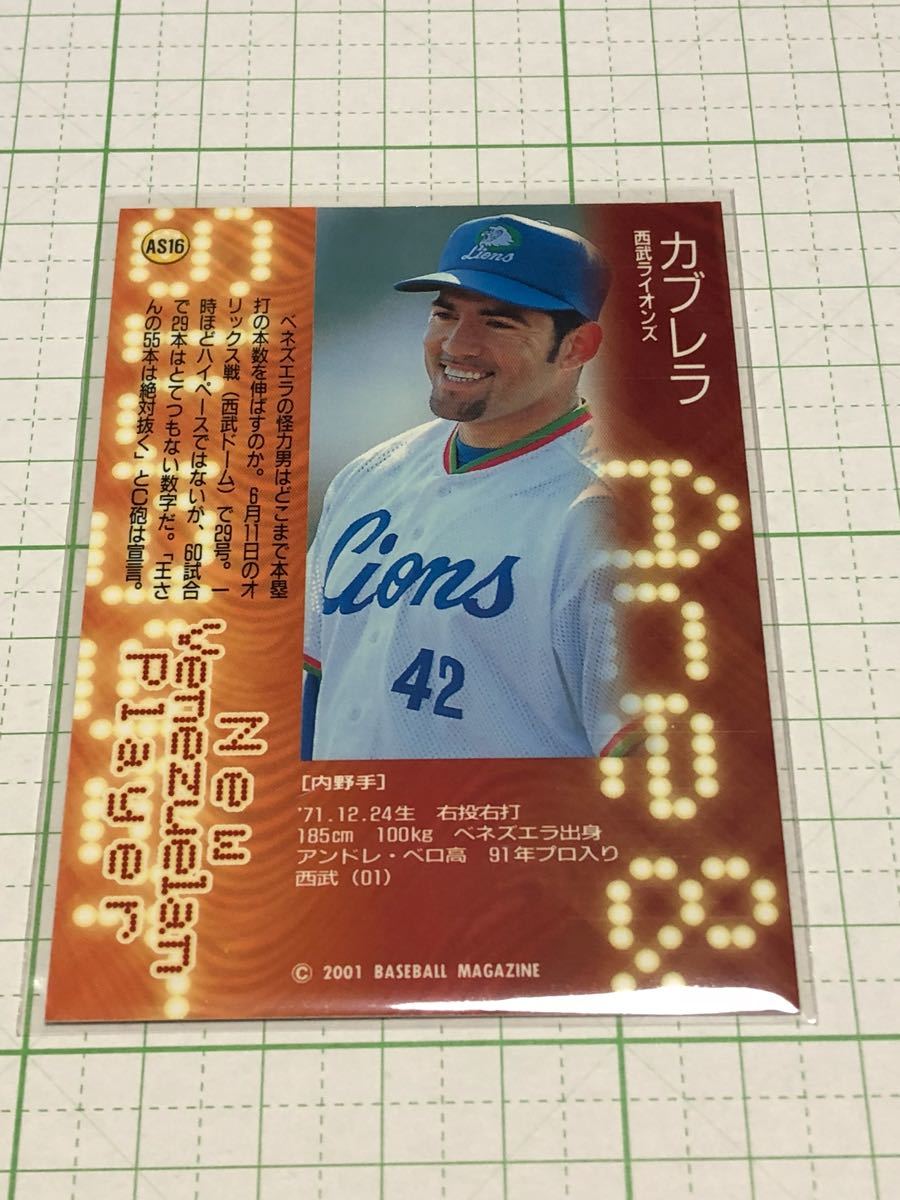 カブレラ
西武ライオンズ
AS16
Lions
Lions
42
ベネズエラの怪力男はどこまで本塁
打の本数を伸ばすのか。6月11日のオ
リックス戦（西武ドーム）で29号。一
時ほどハイペースではないが、60試合
で29本はとてつもない数字だ。「王さ
んの55本は絶対抜く」とC砲は宣言。
New
Venezuelan
Player
［内野手］
'71.12.24生 右投右打
185cm 100kg ベネズエラ出身
アンドレ・ベロ高 91年プロ入り
西武（01）
© 2001 BASEBALL MAGAZINE